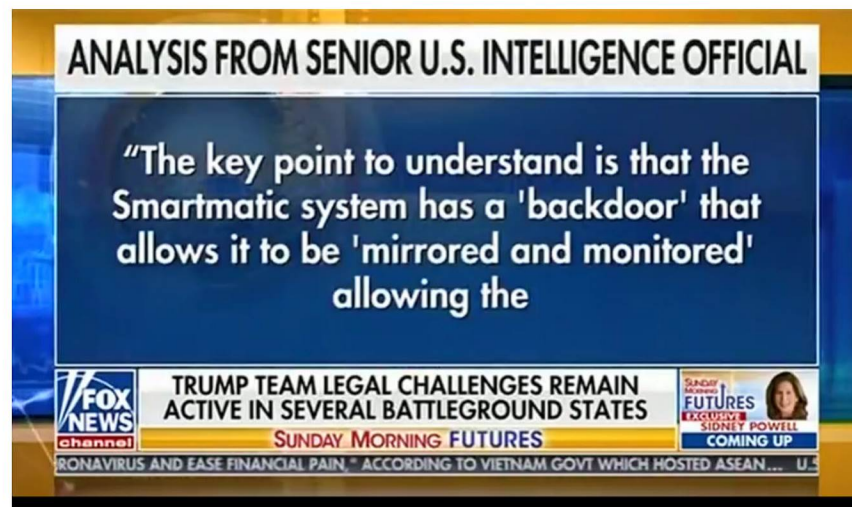 ANALYSIS FROM SENIOR U.S. INTELLIGENCE OFFICIAL
“The key point to understand is that the
Smartmatic system has a 'backdoor' that
allows it to be 'mirrored and monitored'
allowing the
FOX
NEWS
channel
TRUMP TEAM LEGAL CHALLENGES REMAIN
ACTIVE IN SEVERAL BATTLEGROUND STATES
SUNDAY MORNING FUTURES
SUNDAY
MORNING
FUTURES
EXCLUSIVE
SIDNEY POWELL
COMING UP
RONAVIRUS AND EASE FINANCIAL PAIN," ACCORDING TO VIETNAM GOVT WHICH HOSTED ASEAN... U.S